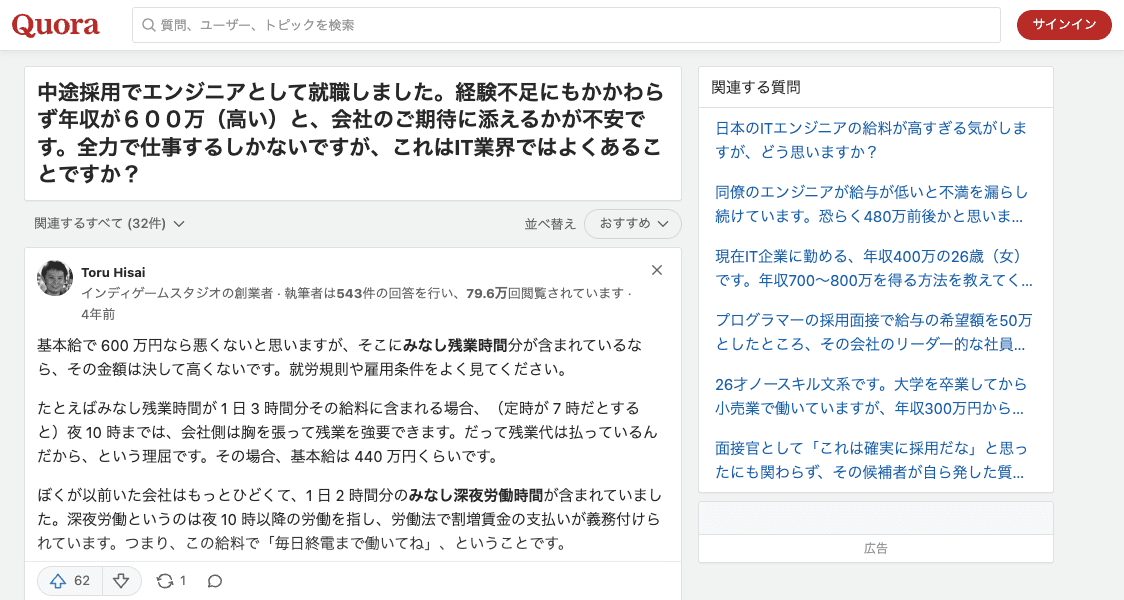 Quora
質問、ユーザー、トピックを検索
サインイン
中途採用でエンジニアとして就職しました。経験不足にもかかわら
ず年収が６００万（高い）と、会社のご期待に添えるかが不安で
す。全力で仕事するしかないですが、これはIT業界ではよくあるこ
とですか？
関連するすべて (32件)
並べ替え
おすすめ
Toru Hisai
インディゲームスタジオの創業者 · 執筆者は543件の回答を行い、79.6万回閲覧されています ·
4年前
基本給で 600 万円なら悪くないと思いますが、そこにみなし残業時間分が含まれているな
ら、その金額は決して高くないです。就労規則や雇用条件をよく見てください。
たとえばみなし残業時間が 1 日 3 時間分その給料に含まれる場合、（定時が 7 時だとする
と）夜 10 時までは、会社側は胸を張って残業を強要できます。だって残業代は払っているん
だから、という理屈です。その場合、基本給は 440 万円くらいです。
ぼくが以前いた会社はもっとひどくて、1 日 2 時間分のみなし深夜労働時間が含まれていまし
た。深夜労働というのは夜 10 時以降の労働を指し、労働法で割増賃金の支払いが義務付けら
れています。つまり、この給料で「毎日終電まで働いてね」、ということです。
62
1
関連する質問
日本のITエンジニアの給料が高すぎる気がしま
すが、どう思いますか？
同僚のエンジニアが給与が低いと不満を漏らし
続けています。恐らく480万前後かと思いま...
現在IT企業に勤める、年収400万の26歳（女）
です。年収700〜800万を得る方法を教えてく...
プログラマーの採用面接で給与の希望額を50万
としたところ、その会社のリーダー的な社員...
26才ノースキル文系です。大学を卒業してから
小売業で働いていますが、年収300万円から...
面接官として「これは確実に採用だな」と思っ
たにも関わらず、その候補者が自ら発した質...
広告